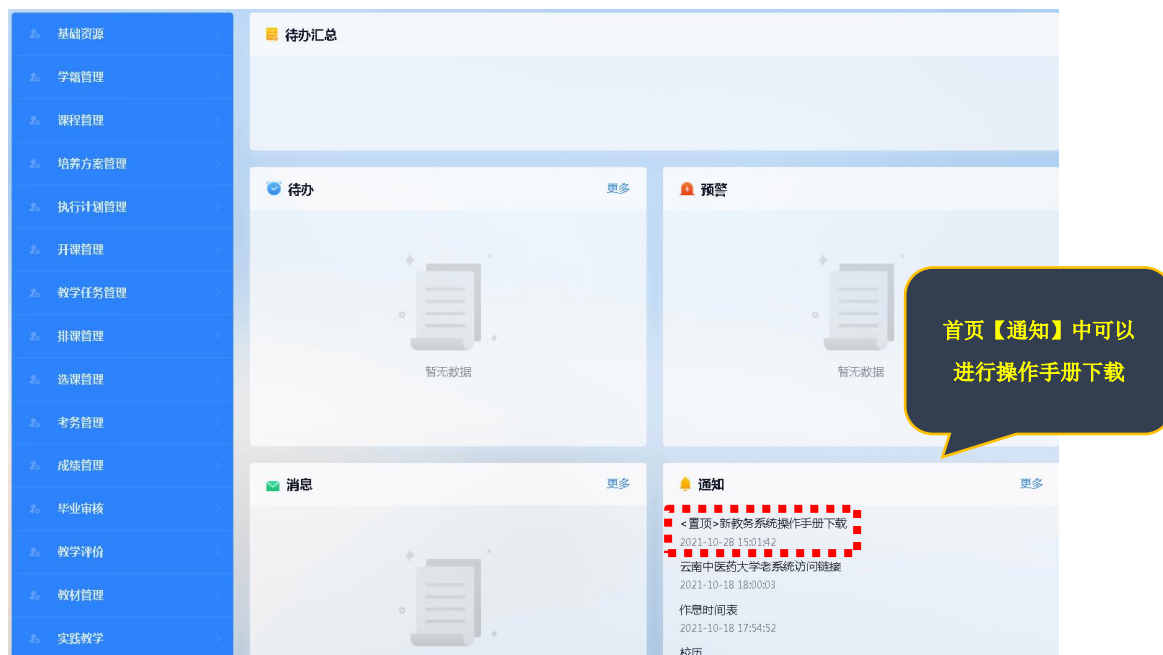 基础资源
学籍管理
课程管理
培养方案管理
执行计划管理
开课管理
教学任务管理
排课管理
选课管理
考务管理
成绩管理
毕业审核
教学评价
教材管理
实践教学
待办汇总
待办
更多
预警
暂无数据
暂无数据
首页【通知】中可以
进行操作手册下载
消息
更多
通知
更多
<置顶>新教务系统操作手册下载
2021-10-28 15:01:42
云南中医药大学老系统访问链接
2021-10-18 18:00:03
作息时间表
2021-10-18 17:54:52
校历